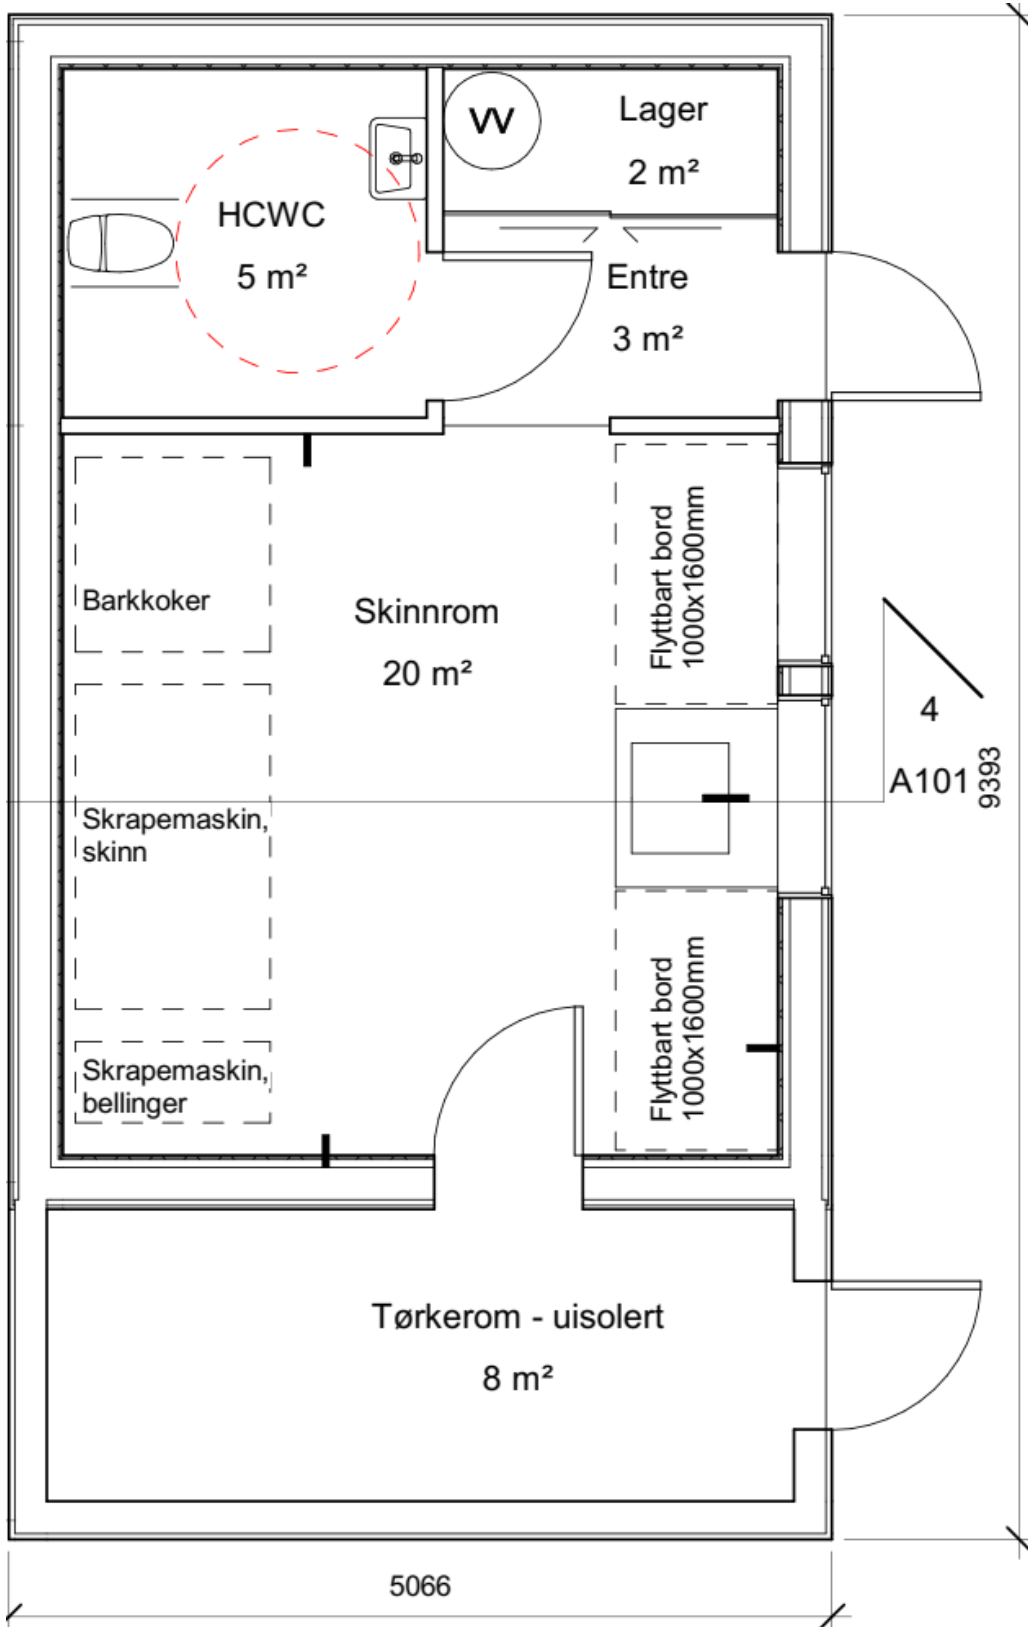 VV
Lager
2 m²
HCWC
5 m²
Entre
3 m²
Barkkoker
Skinnrom
20 m²
Flyttbart bord
1000x1600mm
4
A101
9393
Skrapemaskin,
skinn
Flyttbart bord
1000x1600mm
Skrapemaskin,
bellinger
Tørkerom - uisolert
8 m²
5066